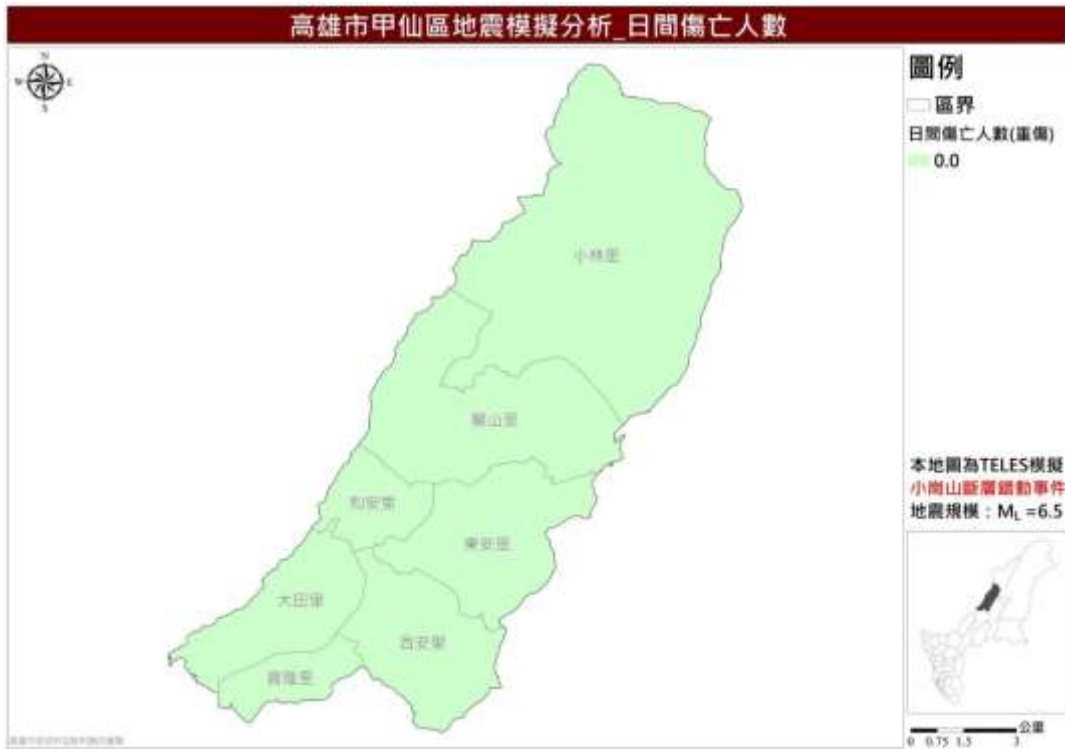 高雄市甲仙區地震模擬分析_日間傷亡人數
N
W
E
S
圖例
區界
日間傷亡人數(重傷)
0.0
小林里
關山里
和安里
東安里
大田里
西安里
寶隆里
本地圖為TELES模擬
小崗山斷層錯動事件
地震規模：ML =6.5
公里
0 0.75 1.5 3